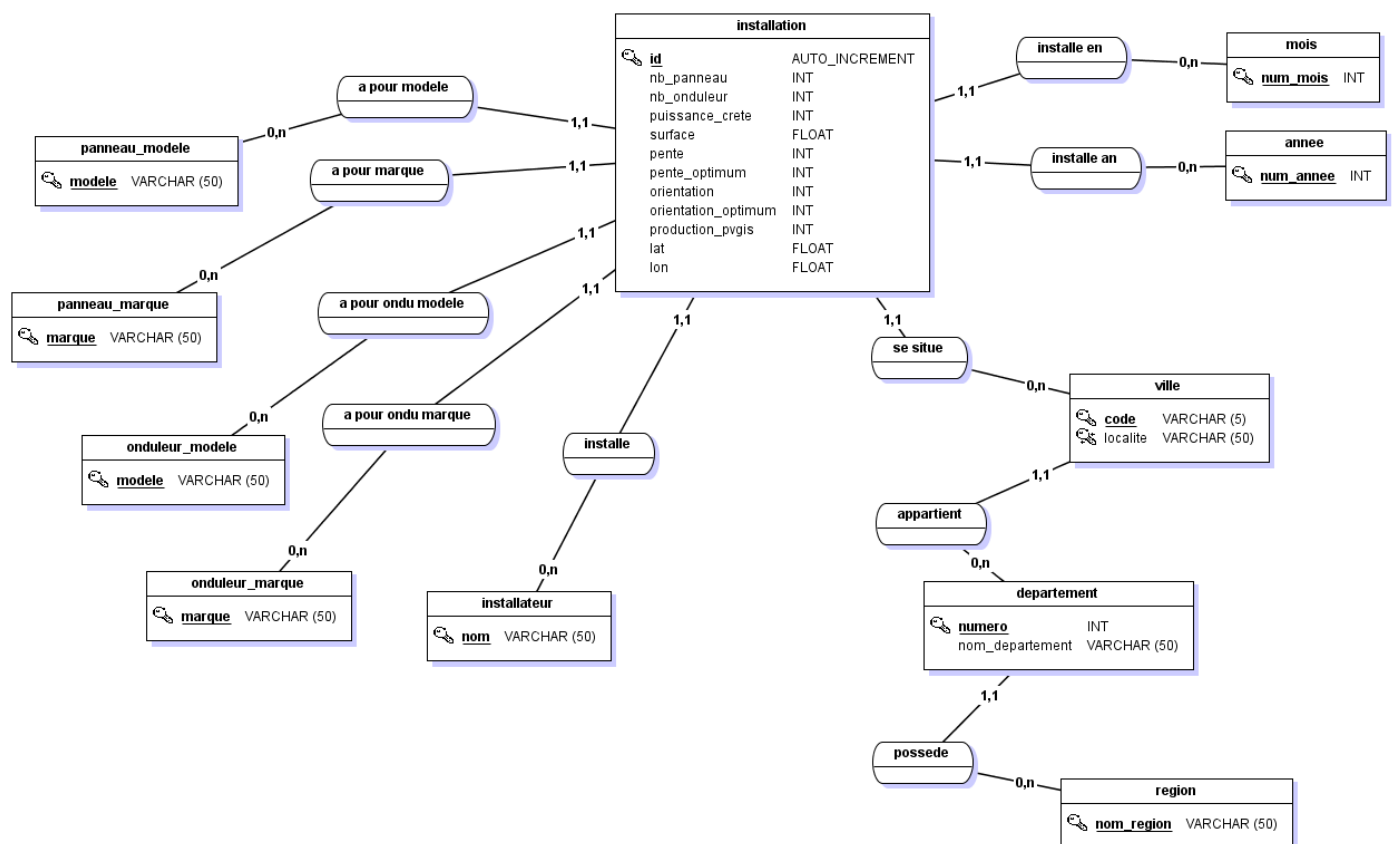 installation
id AUTO_INCREMENT
nb_panneau INT
nb_onduleur INT
puissance_crete INT
surface FLOAT
pente INT
pente_optimum INT
orientation INT
orientation_optimum INT
production_pvgis INT
lat FLOAT
lon FLOAT
installe en
1,1
0,n
mois
num_mois INT
installe an
1,1
0,n
annee
num_annee INT
a pour modele
1,1
0,n
panneau_modele
modele VARCHAR (50)
a pour marque
1,1
0,n
panneau_marque
marque VARCHAR (50)
a pour ondu modele
1,1
0,n
onduleur_modele
modele VARCHAR (50)
a pour ondu marque
1,1
0,n
onduleur_marque
marque VARCHAR (50)
1,1
installe
0,n
installateur
nom VARCHAR (50)
1,1
se situe
0,n
ville
code VARCHAR (5)
localite VARCHAR (50)
1,1
appartient
0,n
departement
numero INT
nom_departement VARCHAR (50)
1,1
possede
0,n
region
nom_region VARCHAR (50)